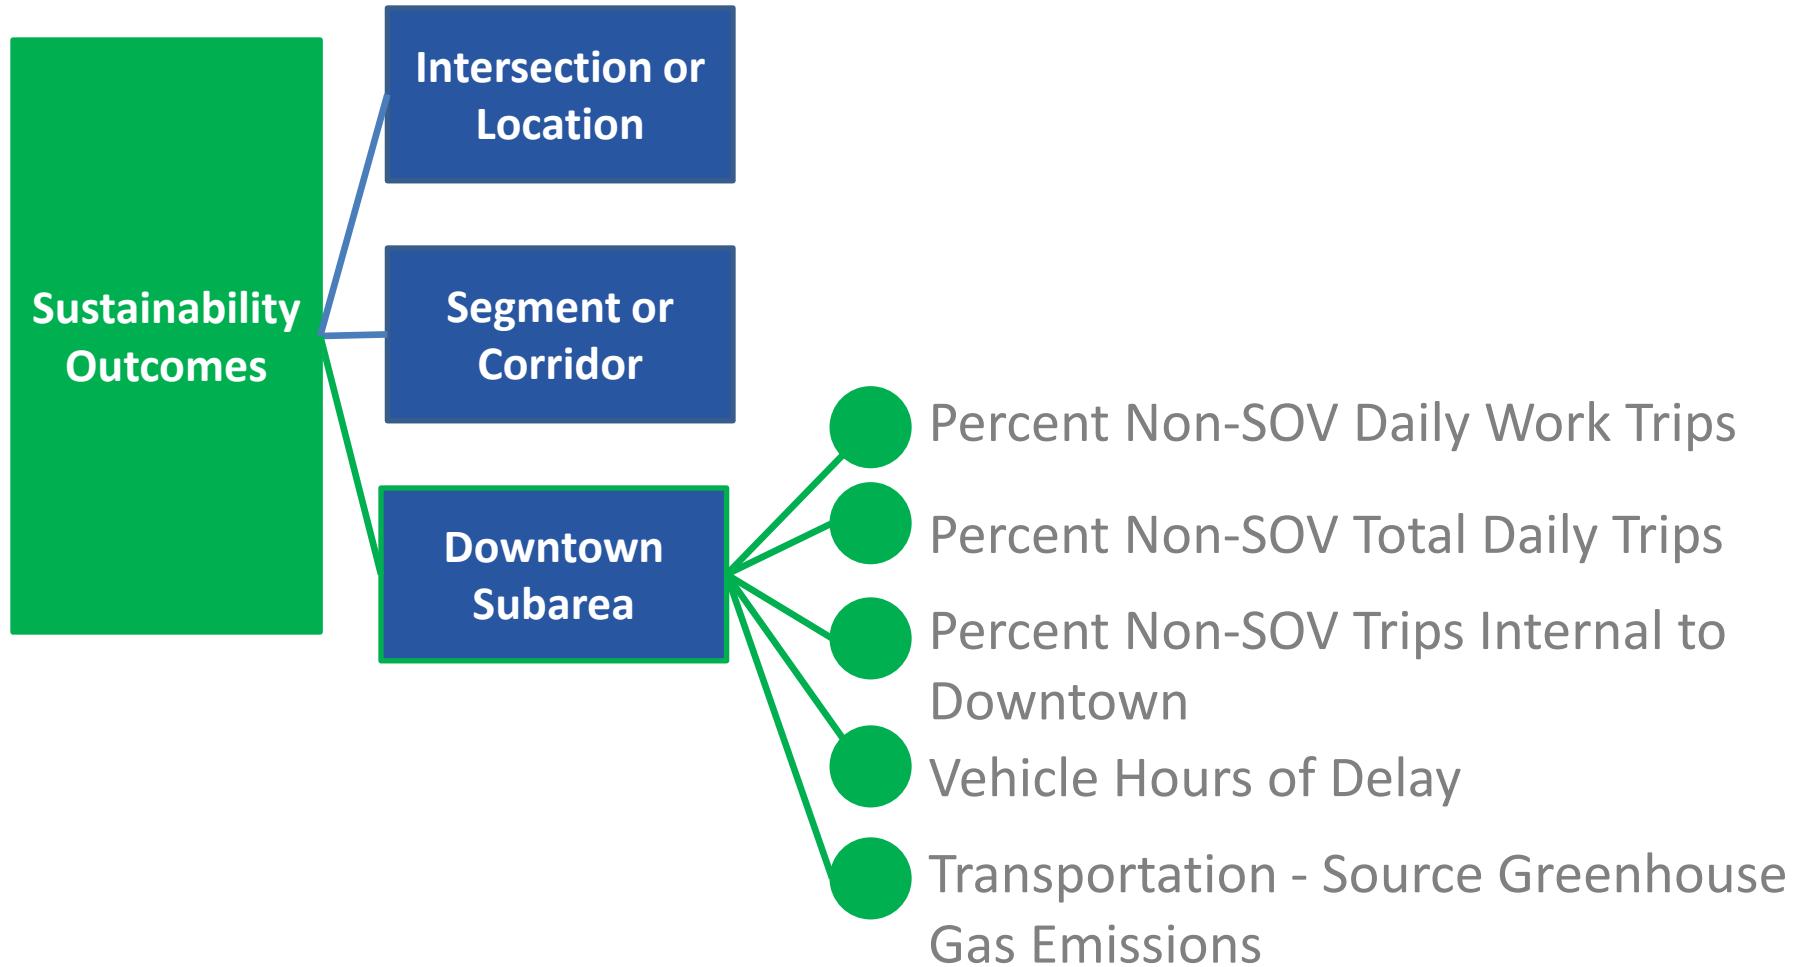 Sustainability
Outcomes
Intersection or
Location
Segment or
Corridor
Downtown
Subarea
Percent Non-SOV Daily Work Trips
Percent Non-SOV Total Daily Trips
Percent Non-SOV Trips Internal to
Downtown
Vehicle Hours of Delay
Transportation - Source Greenhouse
Gas Emissions